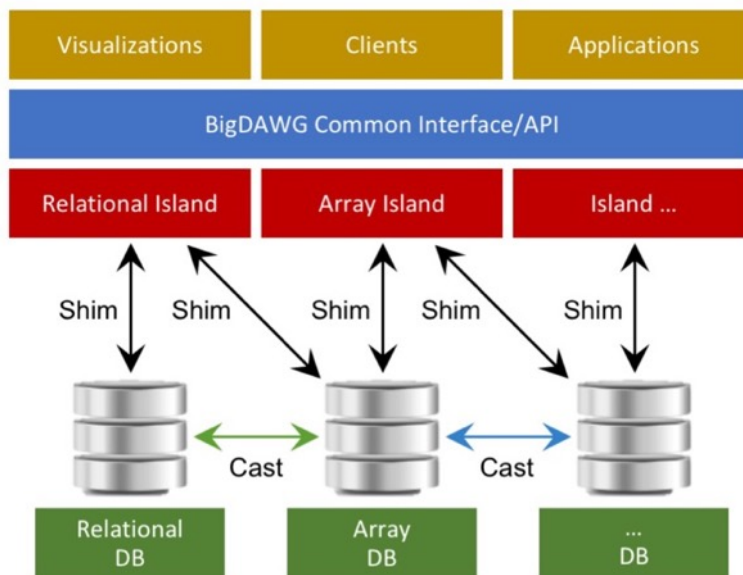 Visualizations
Clients
Applications
BigDAWG Common Interface/API
Relational Island
Array Island
Island ...
Shim
Shim
Shim
Shim
Shim
Cast
Cast
Relational
DB
Array
DB
...
DB